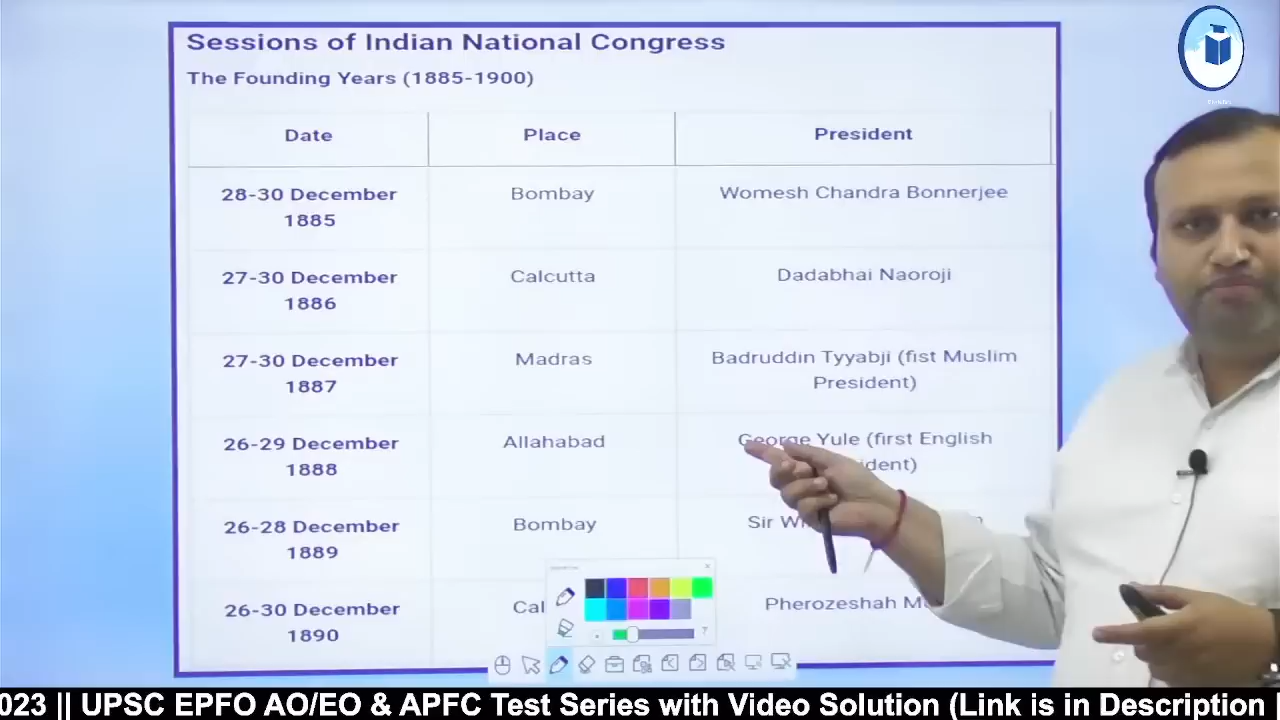 Sessions of Indian National Congress
The Founding Years (1885-1900)
Date Place President
28-30 December 1885 Bombay Womesh Chandra Bonnerjee
27-30 December 1886 Calcutta Dadabhai Naoroji
27-30 December 1887 Madras Badruddin Tyyabji (fist Muslim President)
26-29 December 1888 Allahabad George Yule (first English
26-28 December 1889 Bombay Sir
26-30 December 1890 Pherozeshah
023 || UPSC EPFO AO/EO & APFC Test Series with Video Solution (Link is in Description